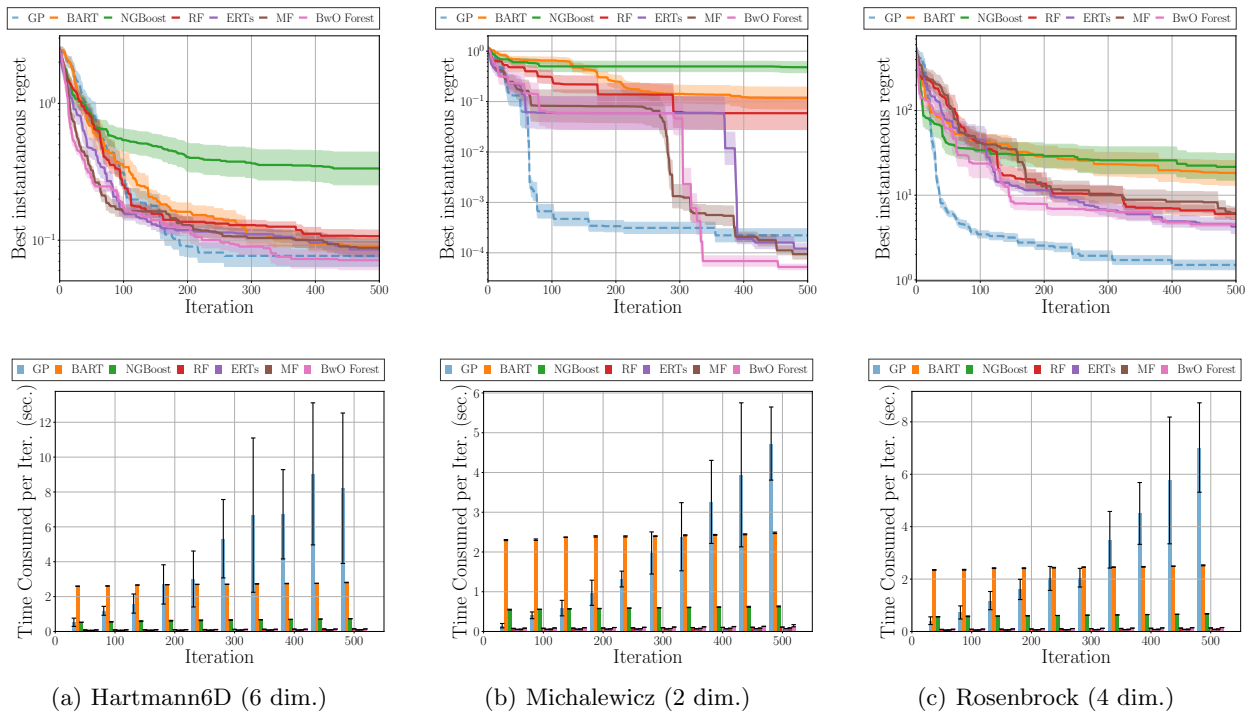 GP BART NGBoost RF ERTs MF BwO Forest
GP BART NGBoost RF ERTs MF BwO Forest
GP BART NGBoost RF ERTs MF BwO Forest
Best instantaneous regret
10^0
10^-1
0 100 200 300 400 500
Iteration
Best instantaneous regret
10^0
10^-1
10^-2
10^-3
10^-4
0 100 200 300 400 500
Iteration
Best instantaneous regret
10^2
10^1
10^0
0 100 200 300 400 500
Iteration
GP BART NGBoost RF ERTs MF BwO Forest
GP BART NGBoost RF ERTs MF BwO Forest
GP BART NGBoost RF ERTs MF BwO Forest
Time Consumed per Iter. (sec.)
12
10
8
6
4
2
0
0 100 200 300 400 500
Iteration
Time Consumed per Iter. (sec.)
6
5
4
3
2
1
0
0 100 200 300 400 500
Iteration
Time Consumed per Iter. (sec.)
8
6
4
2
0
0 100 200 300 400 500
Iteration
(a) Hartmann6D (6 dim.)
(b) Michalewicz (2 dim.)
(c) Rosenbrock (4 dim.)